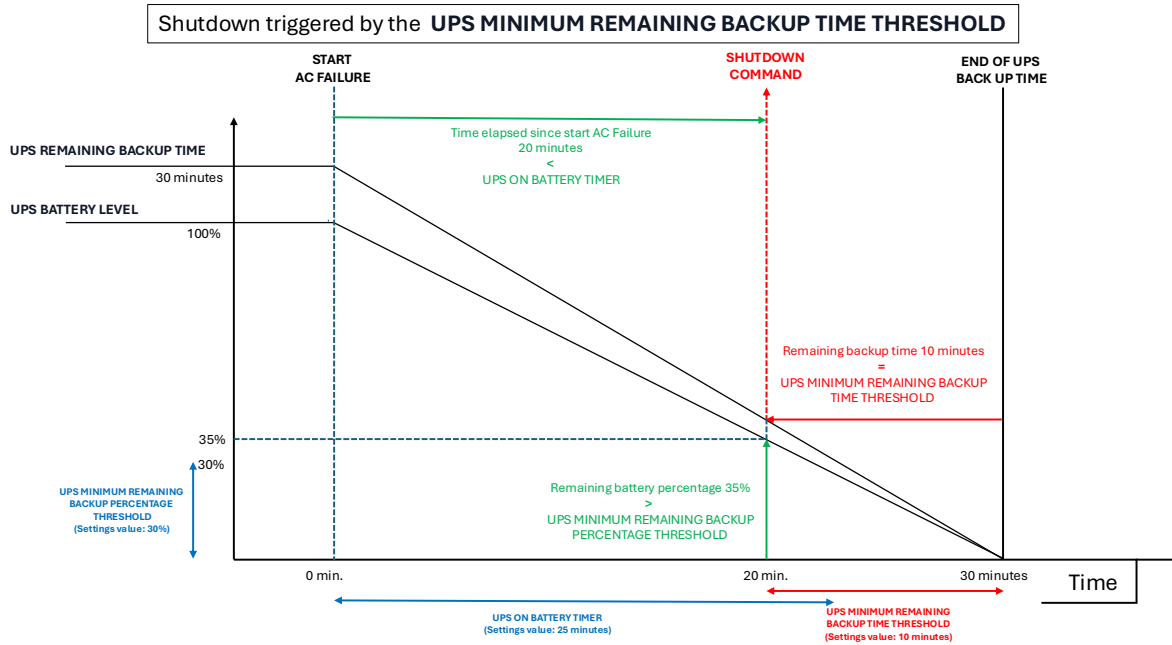 Shutdown triggered by the UPS MINIMUM REMAINING BACKUP TIME THRESHOLD
START
AC FAILURE
SHUTDOWN
COMMAND
END OF UPS
BACK UP TIME
Time elapsed since start AC Failure
20 minutes
<
UPS ON BATTERY TIMER
UPS REMAINING BACKUP TIME
30 minutes
UPS BATTERY LEVEL
100%
Remaining backup time 10 minutes
=
UPS MINIMUM REMAINING BACKUP
TIME THRESHOLD
35%
30%
UPS MINIMUM REMAINING
BACKUP PERCENTAGE
THRESHOLD
(Settings value: 30%)
Remaining battery percentage 35%
>
UPS MINIMUM REMAINING BACKUP
PERCENTAGE THRESHOLD
0 min.
20 min.
30 minutes
Time
UPS ON BATTERY TIMER
(Settings value: 25 minutes)
UPS MINIMUM REMAINING
BACKUP TIME THRESHOLD
(Settings value: 10 minutes)